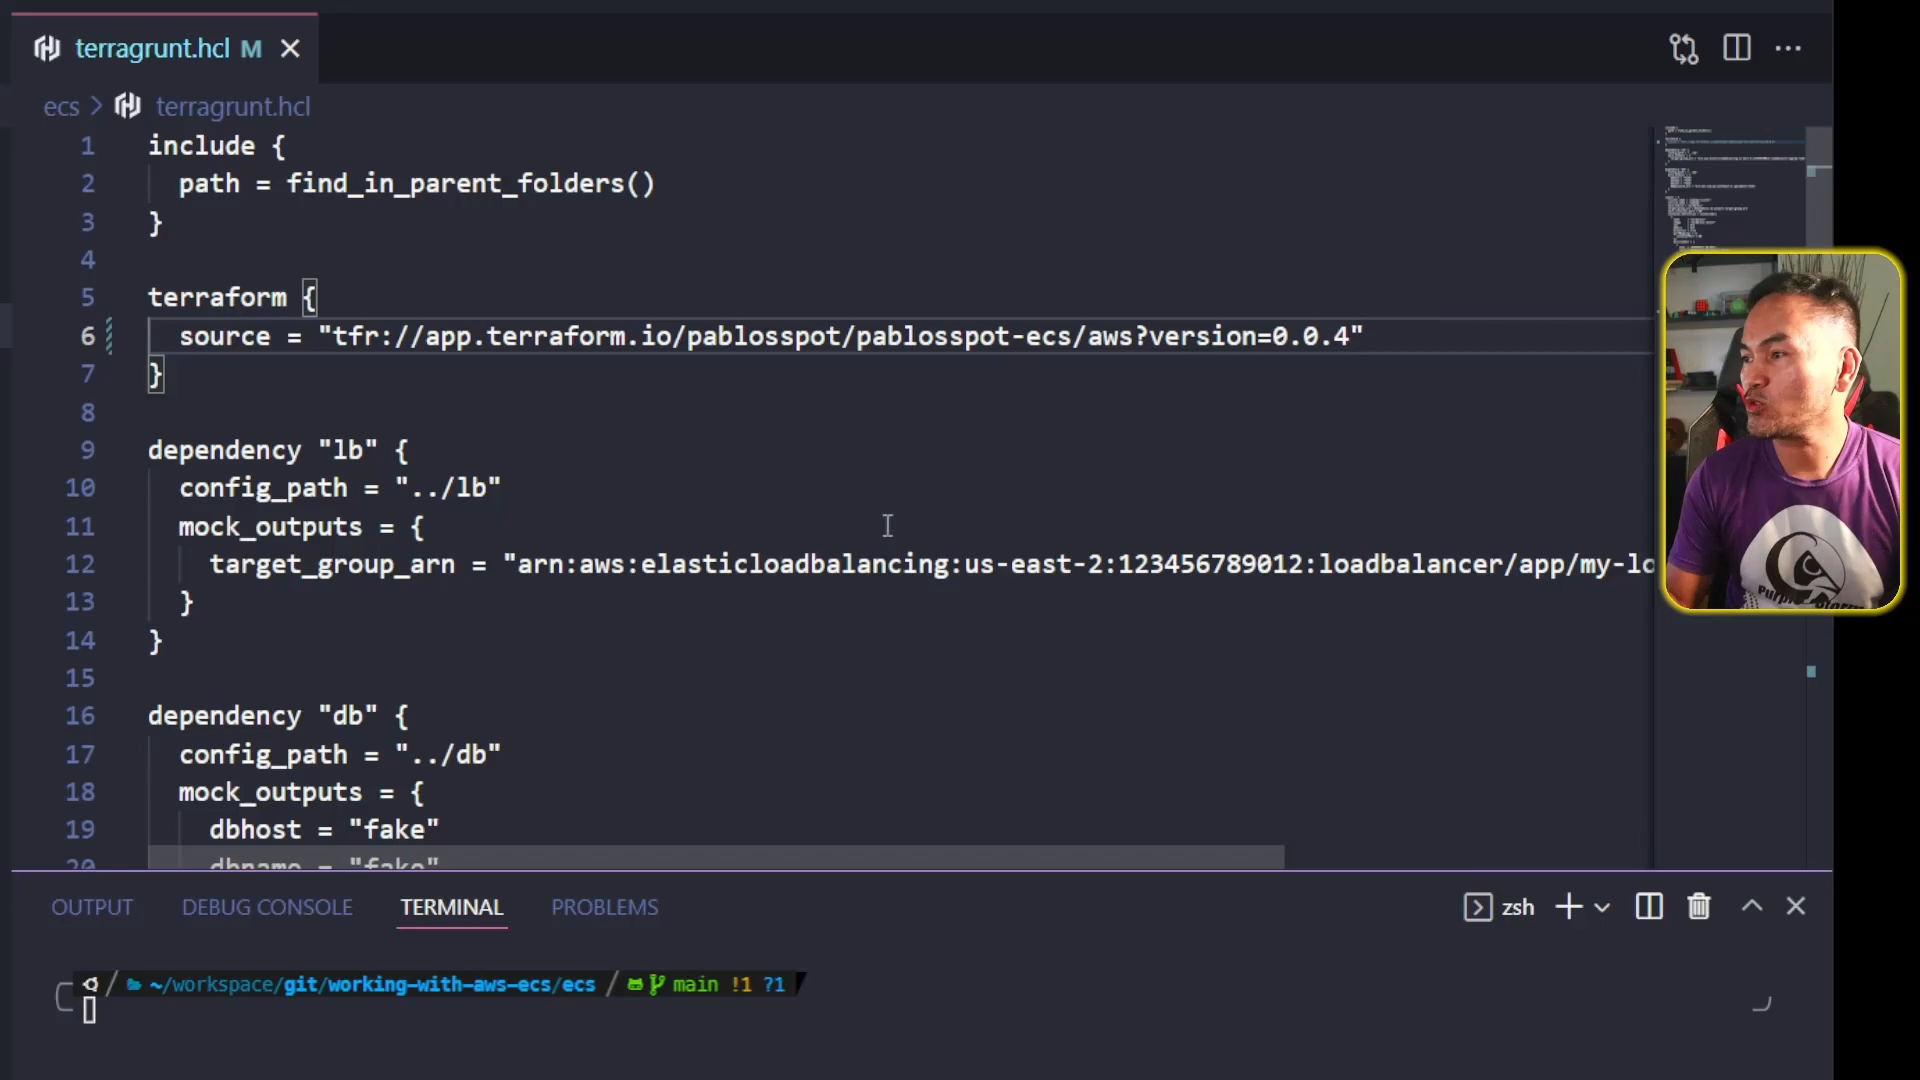 terragrunt.hcl M
ecs > terragrunt.hcl
1 include {
2 path = find_in_parent_folders()
3 }
4
5 terraform {
6 source = "tfr://app.terraform.io/pablosspot/pablosspot-ecs/aws?version=0.0.4"
7 }
8
9 dependency "lb" {
10 config_path = "../lb"
11 mock_outputs = {
12 target_group_arn = "arn:aws:elasticloadbalancing:us-east-2:123456789012:loadbalancer/app/my-lo
13 }
14 }
15
16 dependency "db" {
17 config_path = "../db"
18 mock_outputs = {
19 dbhost = "fake"
20 dbname = "fake"
OUTPUT DEBUG CONSOLE TERMINAL PROBLEMS zsh
~/workspace/git/working-with-aws-ecs/ecs / main !1 ?1